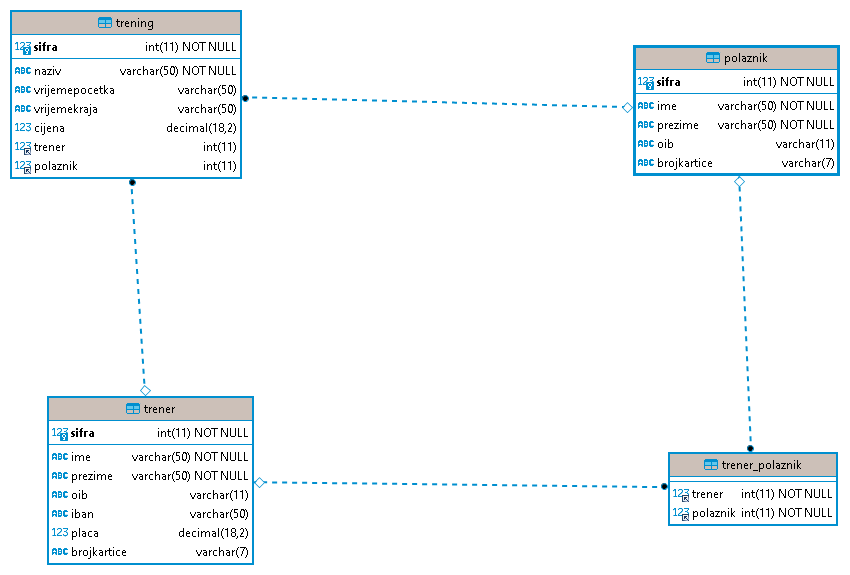 trening
123 sifra int(11) NOT NULL
ABC naziv varchar(50) NOT NULL
ABC vrijemepocetka varchar(50)
ABC vrijemekraja varchar(50)
123 cijena decimal(18,2)
123 trener int(11)
123 polaznik int(11)
polaznik
123 sifra int(11) NOT NULL
ABC ime varchar(50) NOT NULL
ABC prezime varchar(50) NOT NULL
ABC oib varchar(11)
ABC brojkartice varchar(7)
trener
123 sifra int(11) NOT NULL
ABC ime varchar(50) NOT NULL
ABC prezime varchar(50) NOT NULL
ABC oib varchar(11)
ABC iban varchar(50)
123 placa decimal(18,2)
ABC brojkartice varchar(7)
trener_polaznik
123 trener int(11) NOT NULL
123 polaznik int(11) NOT NULL